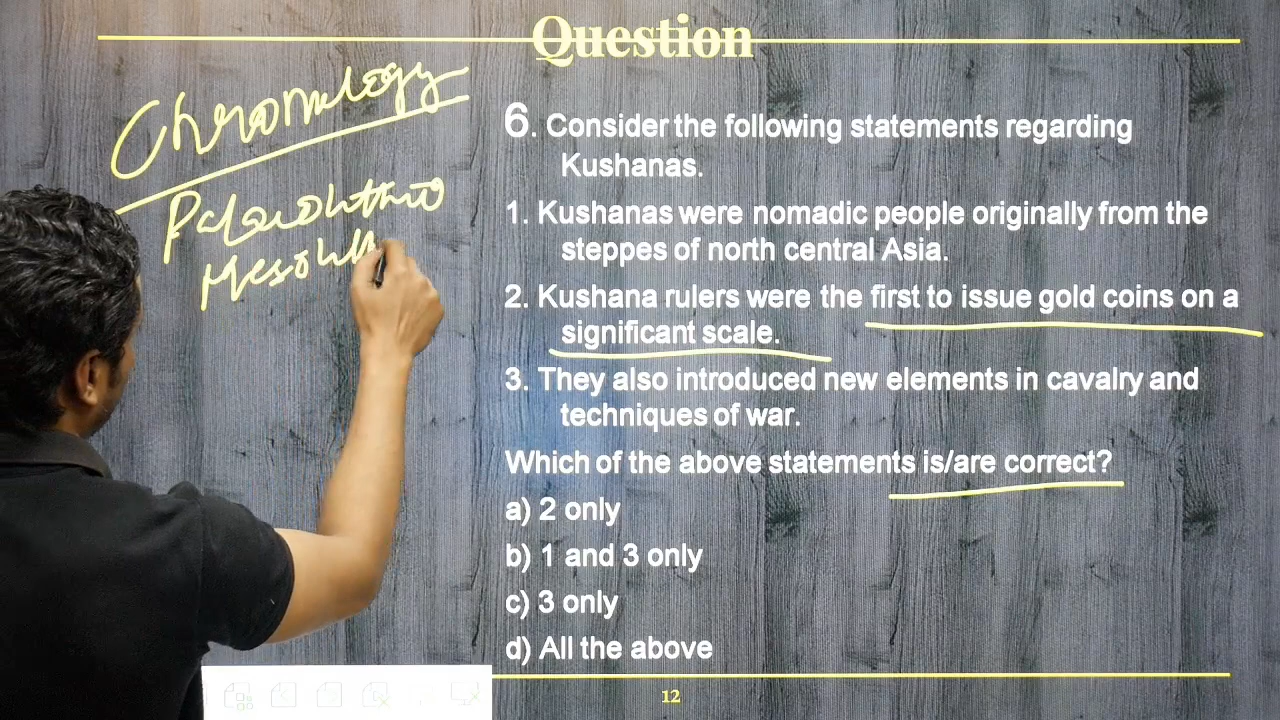 Question
Chronology
Palaeolithic
6. Consider the following statements regarding
Kushanas.
1. Kushanas were nomadic people originally from the
steppes of north central Asia.
2. Kushana rulers were the first to issue gold coins on a
significant scale.
3. They also introduced new elements in cavalry and
techniques of war.
Which of the above statements is/are correct?
a) 2 only
b) 1 and 3 only
c) 3 only
d) All the above
12